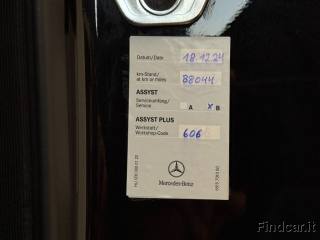 Datum/Date 18.12.24
km-Stand/
at km or miles 88044
ASSYST
Serviceumfang/
Service A x B
ASSYST PLUS
Werkstatt/
Workshop-Code 606
Mercedes-Benz
Findcar.it